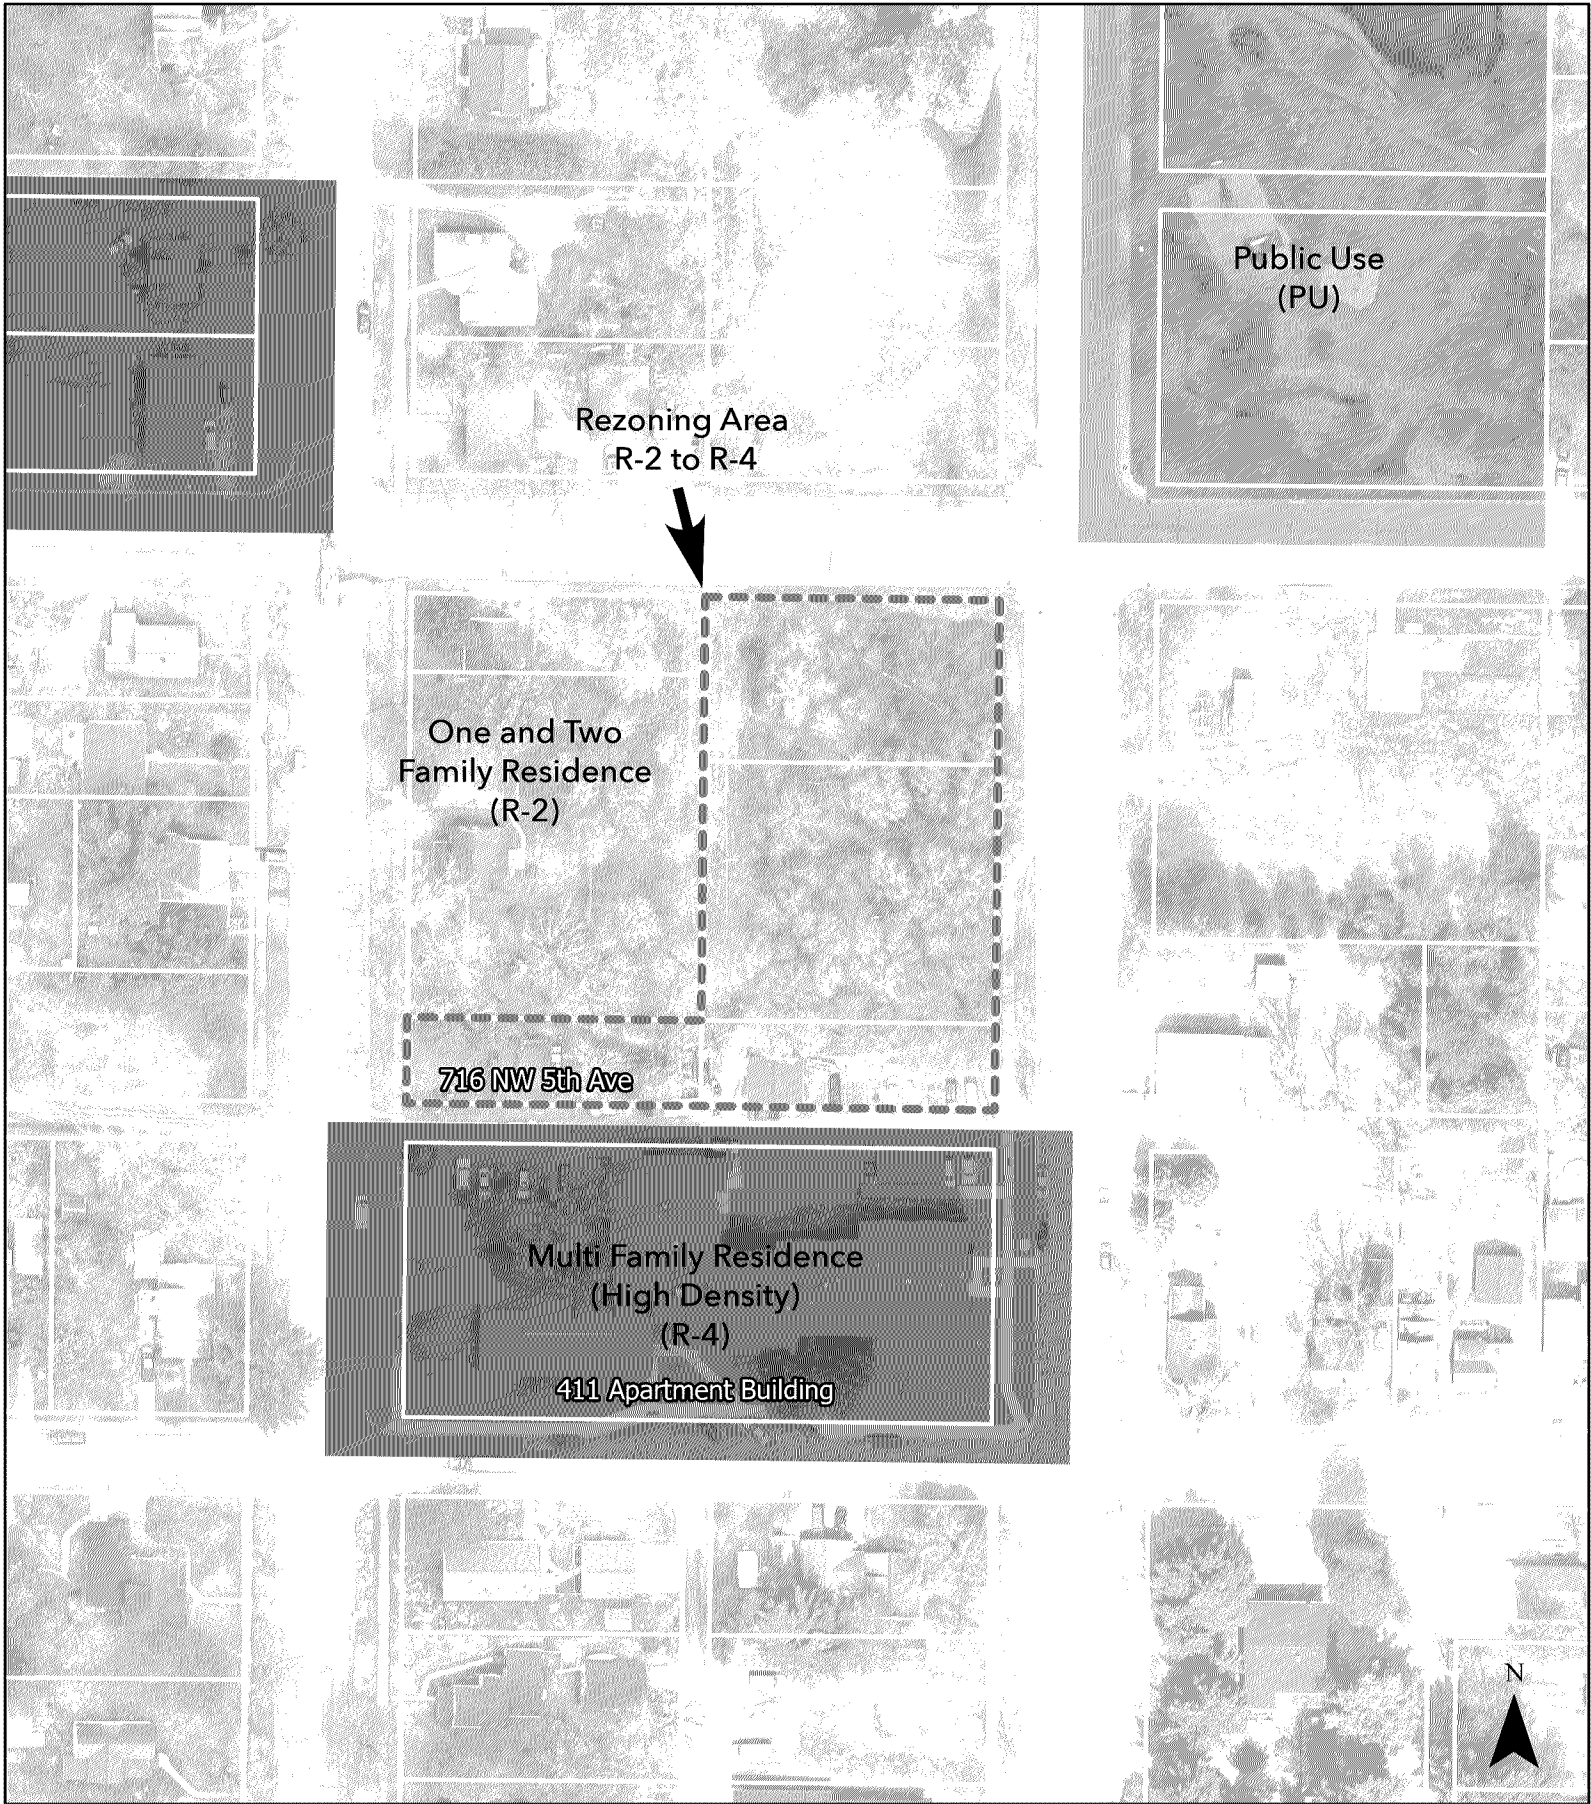 Public Use
(PU)
Rezoning Area
R-2 to R-4
One and Two
Family Residence
(R-2)
716 NW 5th Ave
Multi Family Residence
(High Density)
(R-4)
411 Apartment Building
N